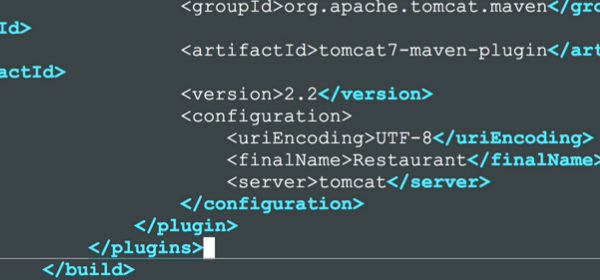 <groupId>org.apache.tomcat.maven</gro
Id>
<artifactId>tomcat7-maven-plugin</art
actId>
<version>2.2</version>
<configuration>
<uriEncoding>UTF-8</uriEncoding>
<finalName>Restaurant</finalName>
<server>tomcat</server>
</configuration>
</plugin>
</plugins>
</build>